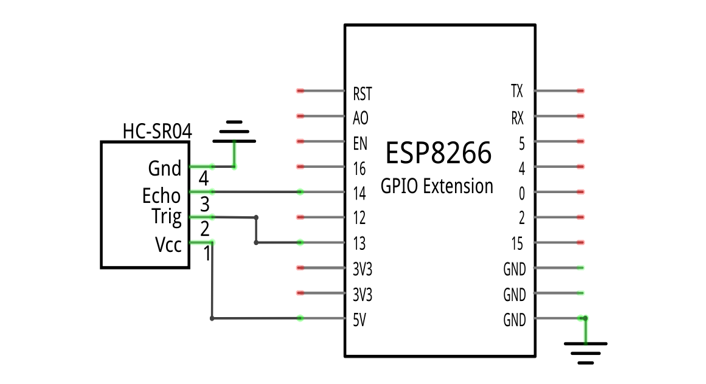 HC-SR04
Gnd
Echo
Trig
Vcc
4
3
2
1
ESP8266
GPIO Extension
RST
AO
EN
16
14
12
13
3V3
3V3
5V
TX
RX
5
4
0
2
15
GND
GND
GND